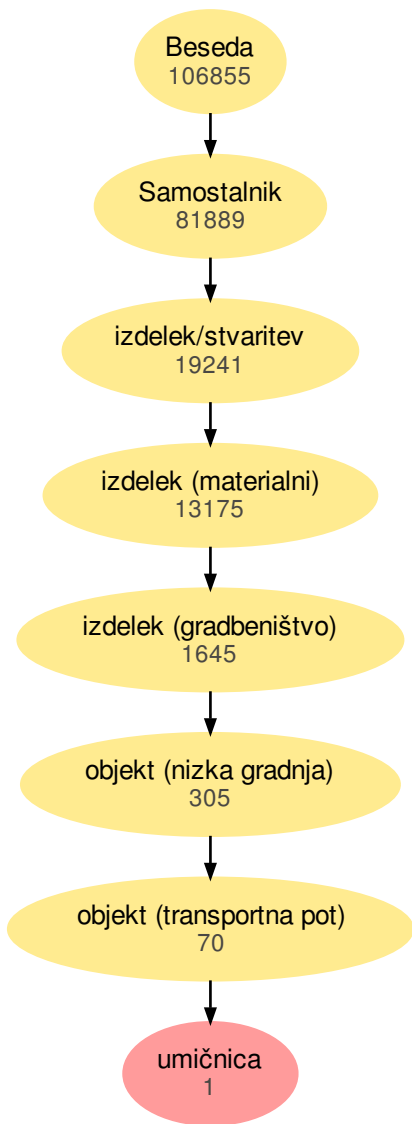 Beseda
106855
Samostalnik
81889
izdelek/stvaritev
19241
izdelek (materialni)
13175
izdelek (gradbeništvo)
1645
objekt (nizka gradnja)
305
objekt (transportna pot)
70
umičnica
1